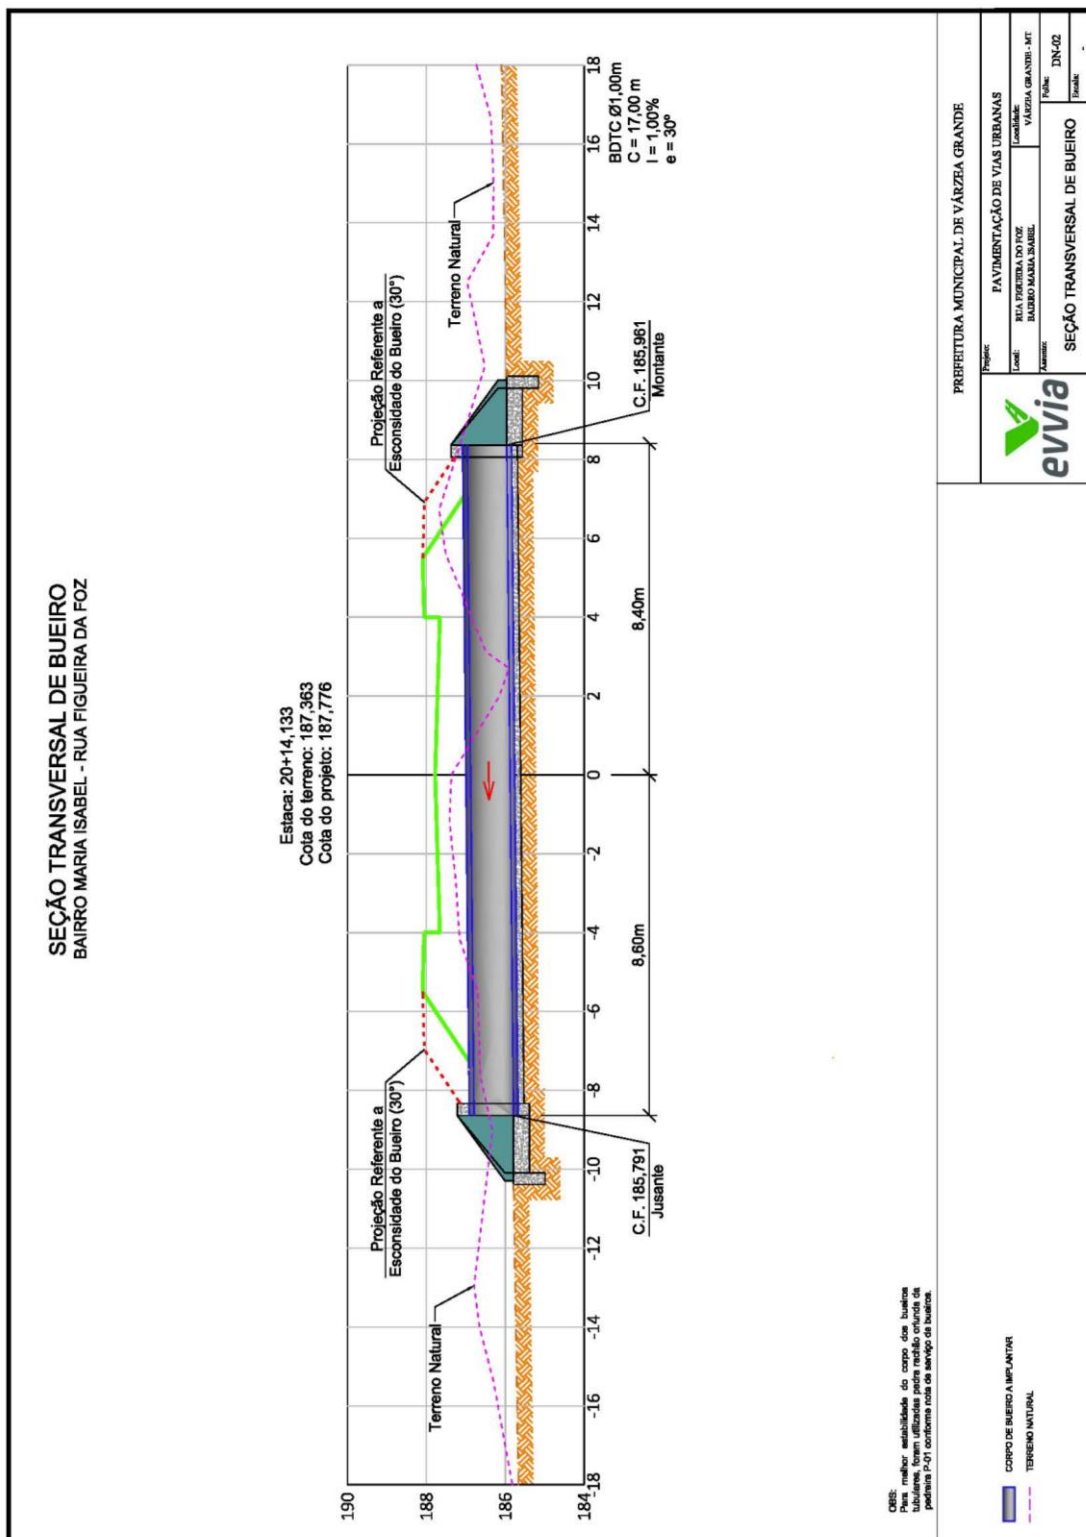 SEÇÃO TRANSVERSAL DE BUEIRO
BAIRRO MARIA ISABEL - RUA FIGUEIRA DA FOZ
Estaca: 20+14,133
Cota do terreno: 187,363
Cota do projeto: 187,776
Projeção Referente a
Esconsidade do Bueiro (30°)
Projeção Referente a
Esconsidade do Bueiro (30°)
Terreno Natural
Terreno Natural
190
188
186
184
-18
-16
-14
-12
-10
-8
-6
-4
-2
0
2
4
6
8
10
12
14
16
18
BDTC Ø1,00m
C = 17,00 m
I = 1,00%
e = 30º
C.F. 185,791
Jusante
8,60m
8,40m
C.F. 185,961
Montante
OBS:
Para melhor estabilidade do corpo dos bueiros
tubulares, foram utilizadas pedra rachão oriunda da
pedreira P-01 conforme nota de serviço de bueiros.
CORPO DE BUEIRO A IMPLANTAR
TERRENO NATURAL
evvia
PREFEITURA MUNICIPAL DE VÁRZEA GRANDE
Projeto:
PAVIMENTAÇÃO DE VIAS URBANAS
Local:
RUA FIGUEIRA DO FOZ
BAIRRO MARIA ISABEL
Localidade:
VÁRZEA GRANDE - MT
Assunto:
SEÇÃO TRANSVERSAL DE BUEIRO
Folha:
DN-02
Escala:
-